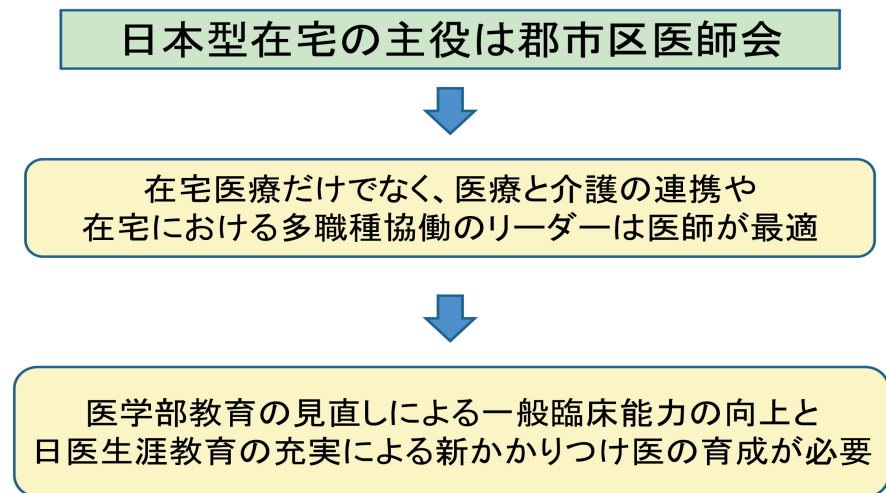 日本型在宅の主役は郡市区医師会
在宅医療だけでなく、医療と介護の連携や
在宅における多職種協働のリーダーは医師が最適
医学部教育の見直しによる一般臨床能力の向上と
日医生涯教育の充実による新かかりつけ医の育成が必要